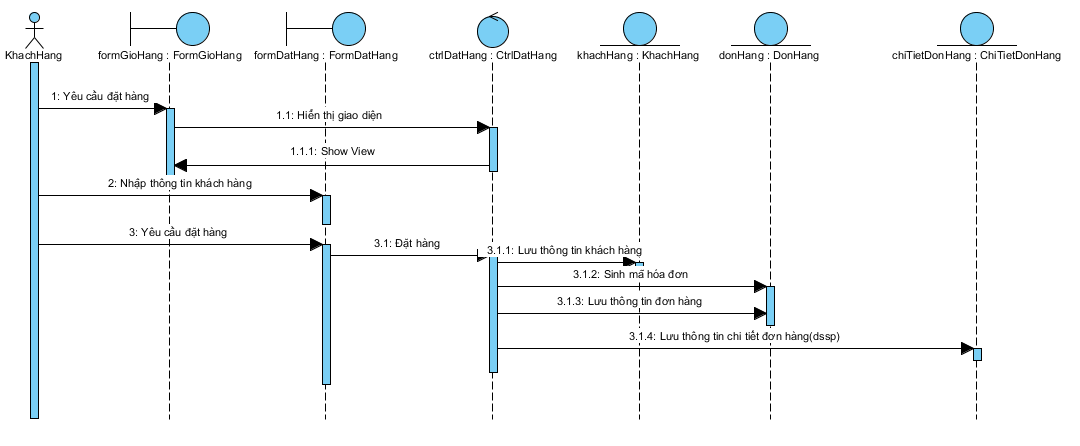 KhachHang
formGioHang : FormGioHang
formDatHang : FormDatHang
ctrlDatHang : CtrlDatHang
khachHang : KhachHang
donHang : DonHang
chiTietDonHang : ChiTietDonHang
1: Yêu cầu đặt hàng
1.1: Hiển thị giao diện
1.1.1: Show View
2: Nhập thông tin khách hàng
3: Yêu cầu đặt hàng
3.1: Đặt hàng
3.1.1: Lưu thông tin khách hàng
3.1.2: Sinh mã hóa đơn
3.1.3: Lưu thông tin đơn hàng
3.1.4: Lưu thông tin chi tiết đơn hàng(dssp)